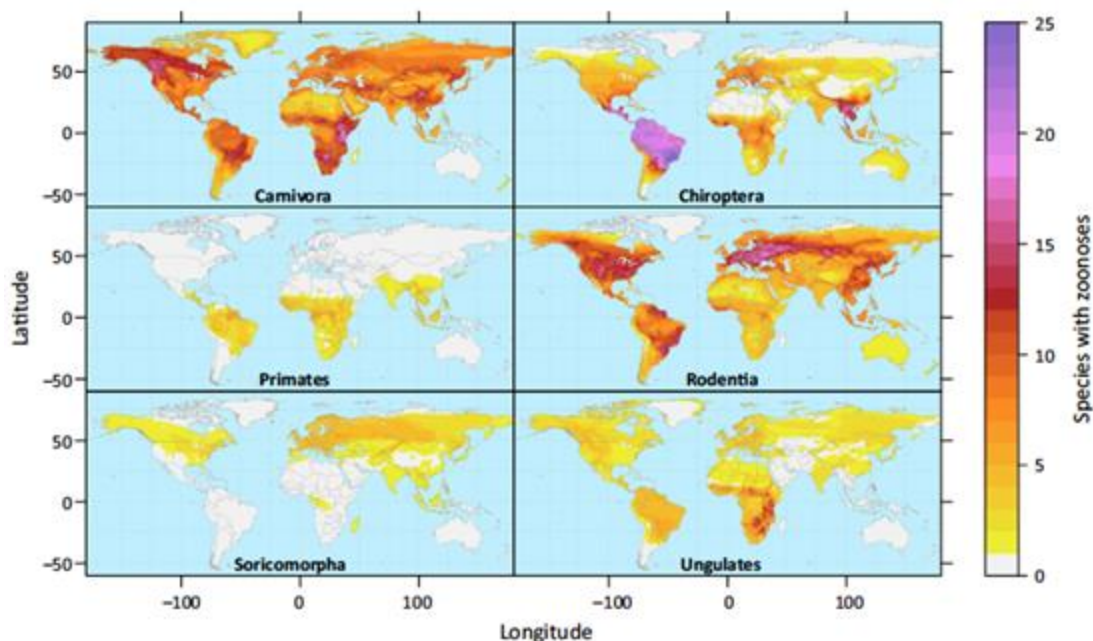 50
0
−50
Carnivora
Chiroptera
50
0
−50
Primates
Rodentia
50
0
−50
Soricomorpha
Ungulates
−100
0
100
−100
0
100
Latitude
Longitude
25
20
15
10
5
0
Species with zoonoses